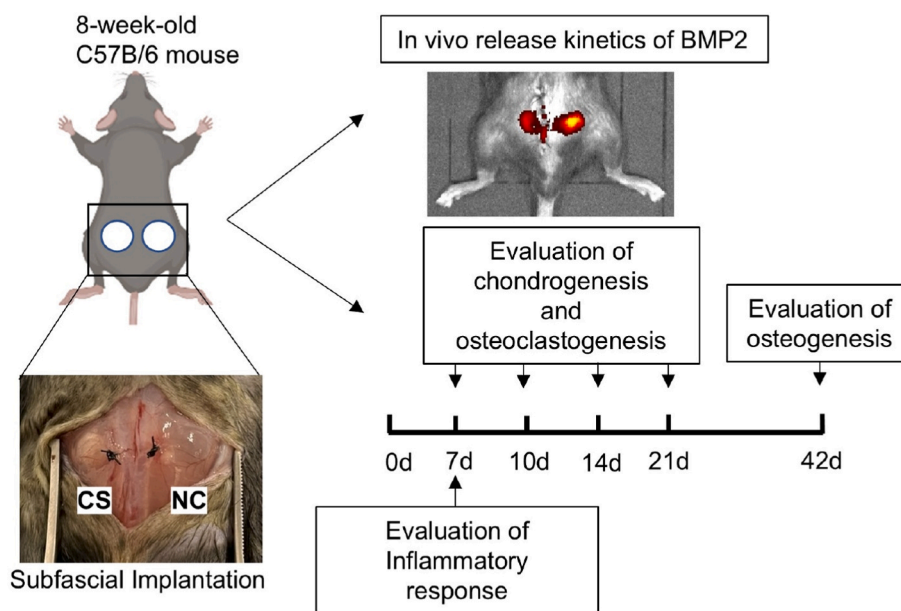 8-week-old
C57B/6 mouse
In vivo release kinetics of BMP2
Evaluation of
chondrogenesis
and
osteoclastogenesis
Evaluation of
osteogenesis
0d 7d 10d 14d 21d 42d
CS NC
Subfascial Implantation
Evaluation of
Inflammatory
response